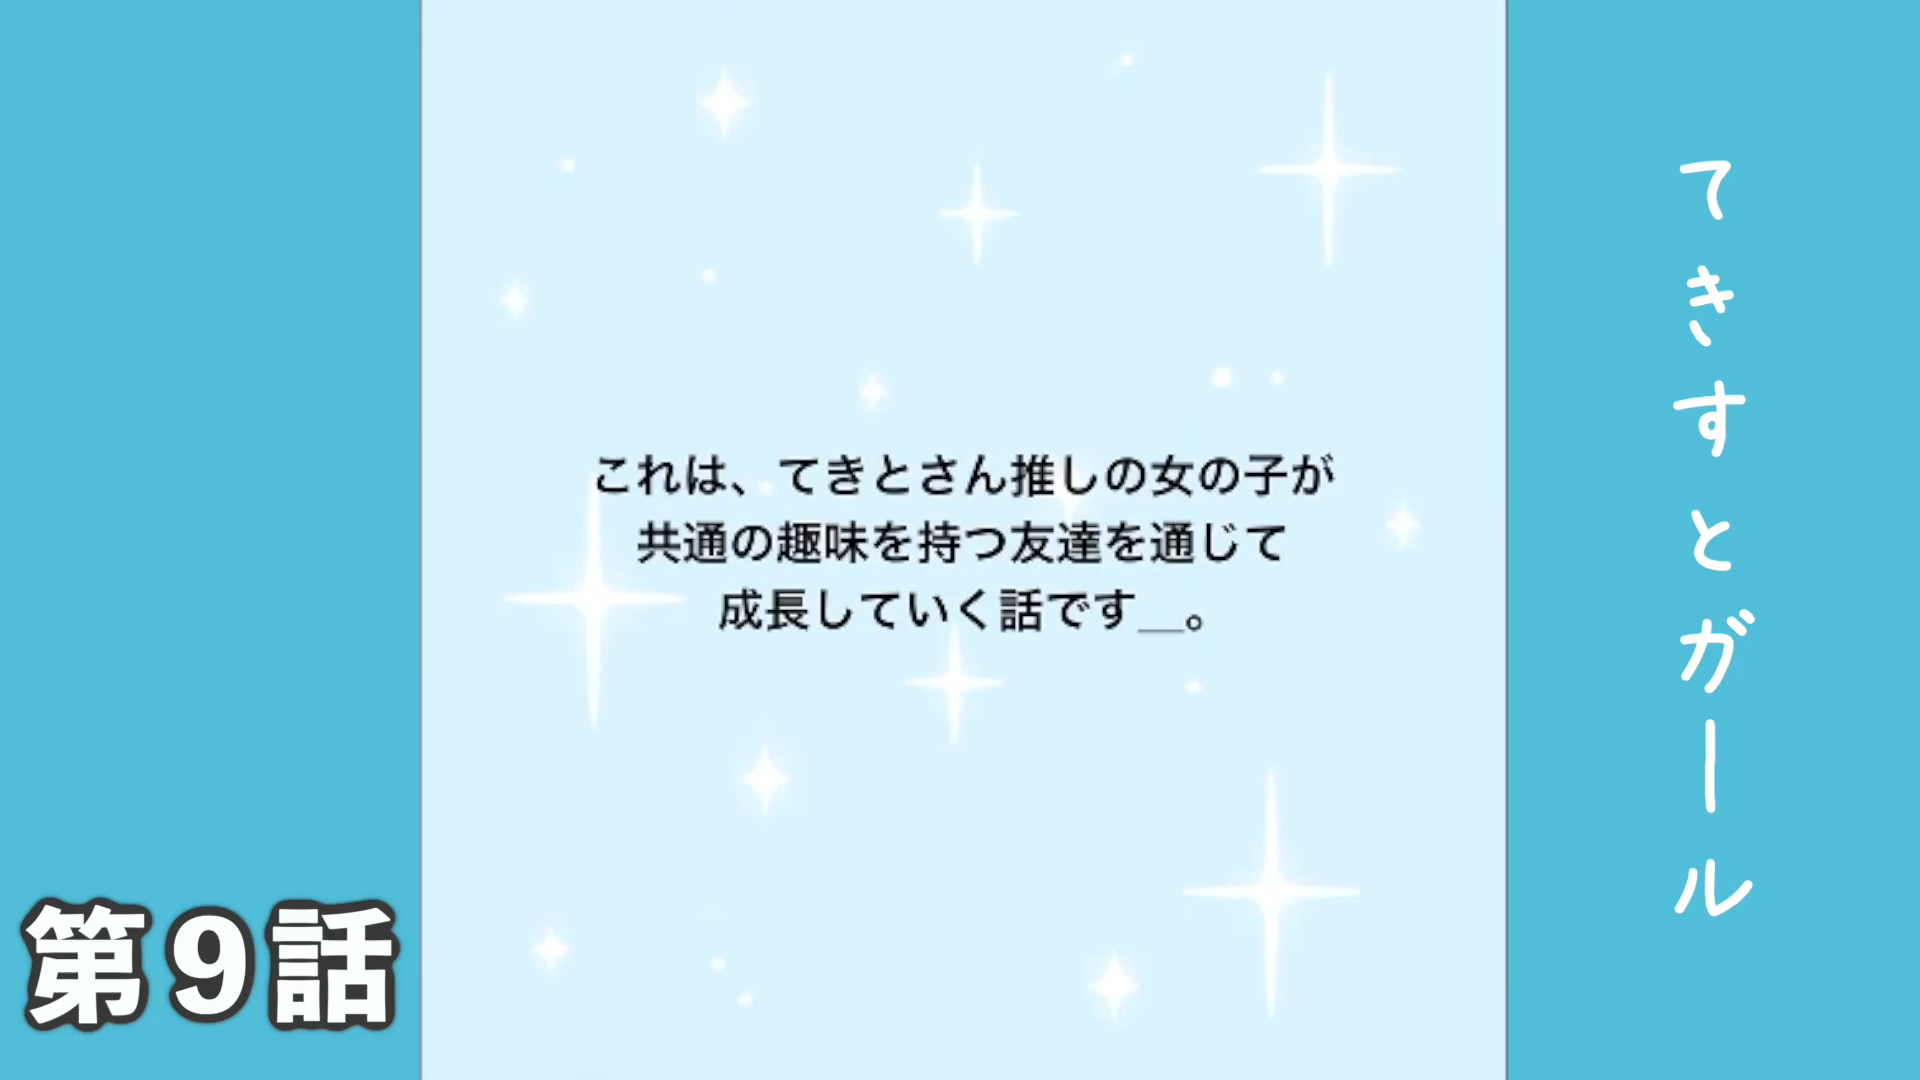 これは、てきとさん推しの女の子が
共通の趣味を持つ友達を通じて
成長していく話です__。
てきすとガール
第9話